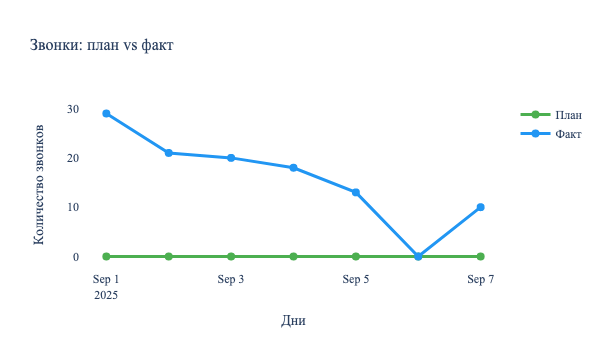 Звонки: план vs факт
Количество звонков
30
20
10
0
План
Факт
Sep 1
2025
Sep 3
Sep 5
Sep 7
Дни